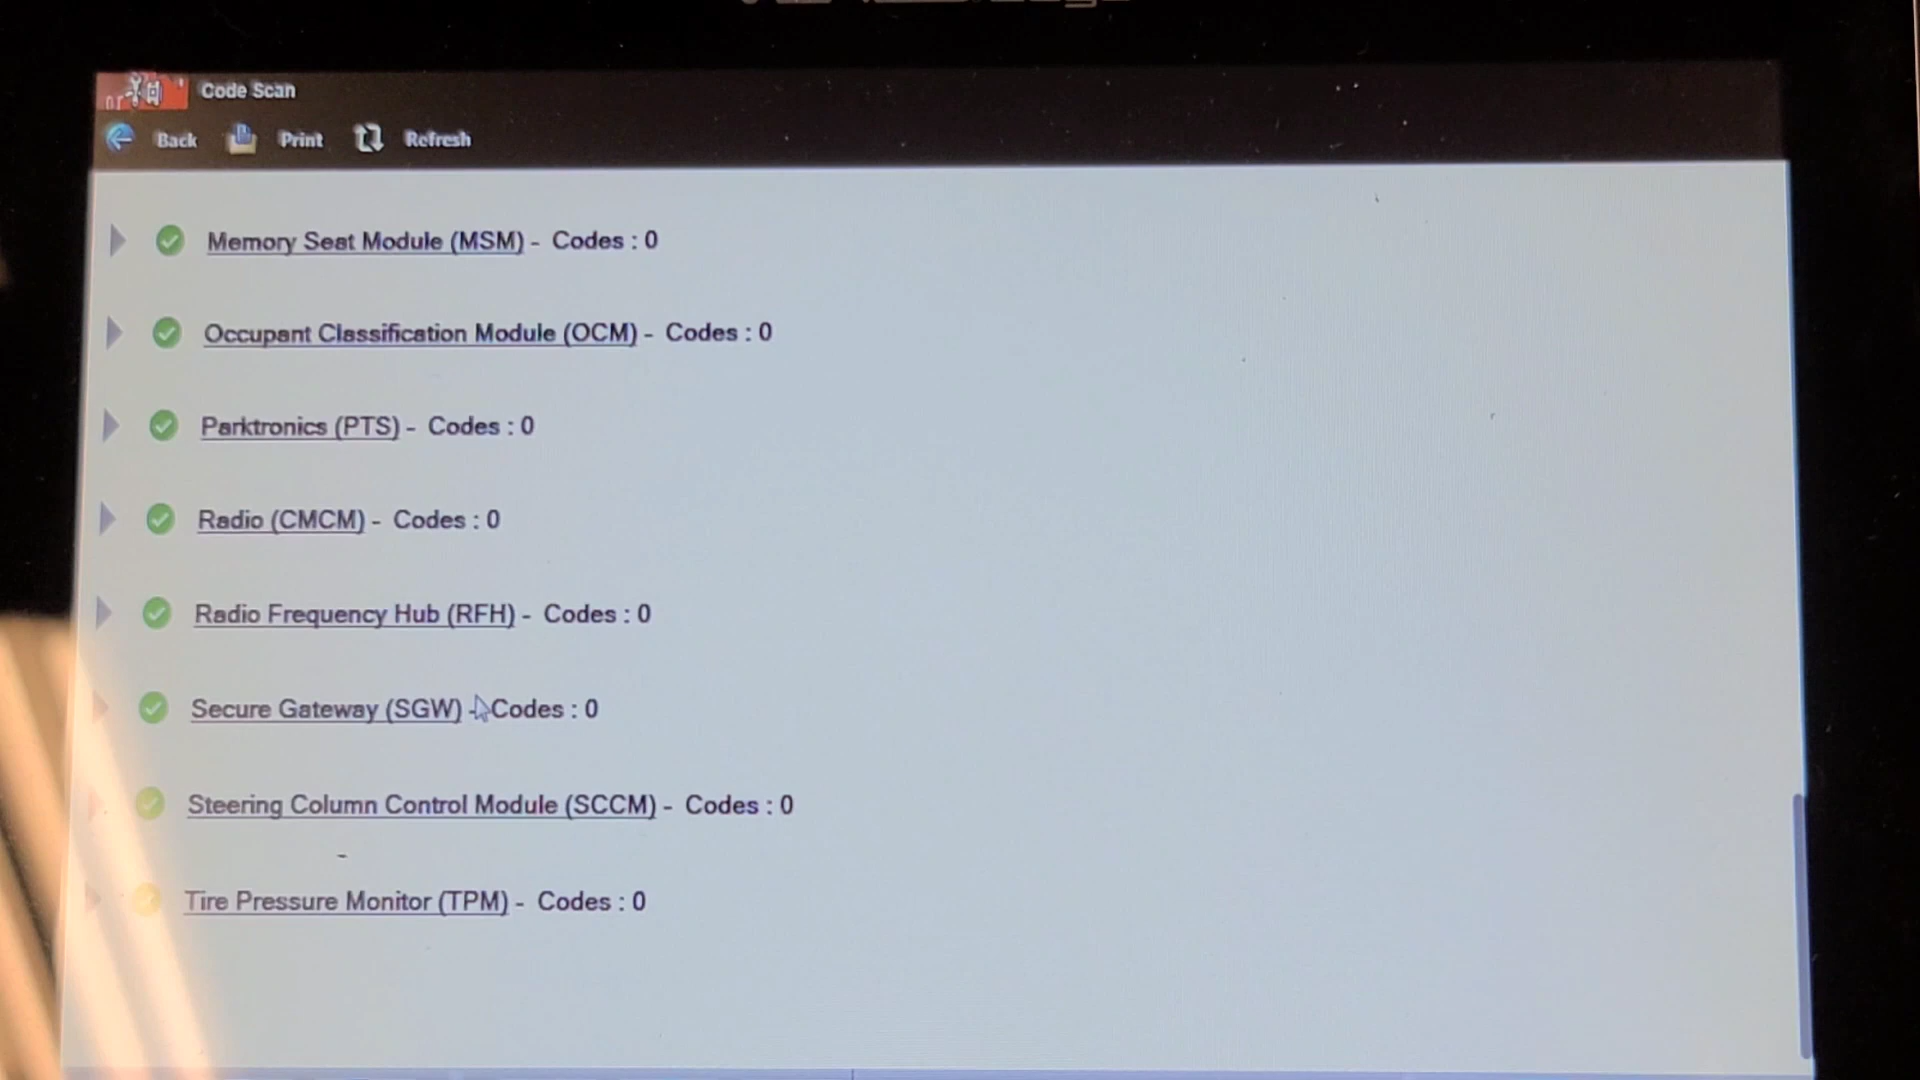 Code Scan
Back Print Refresh
Memory Seat Module (MSM) - Codes : 0
Occupant Classification Module (OCM) - Codes : 0
Parktronics (PTS) - Codes : 0
Radio (CMCM) - Codes : 0
Radio Frequency Hub (RFH) - Codes : 0
Secure Gateway (SGW) - Codes : 0
Steering Column Control Module (SCCM) - Codes : 0
Tire Pressure Monitor (TPM) - Codes : 0